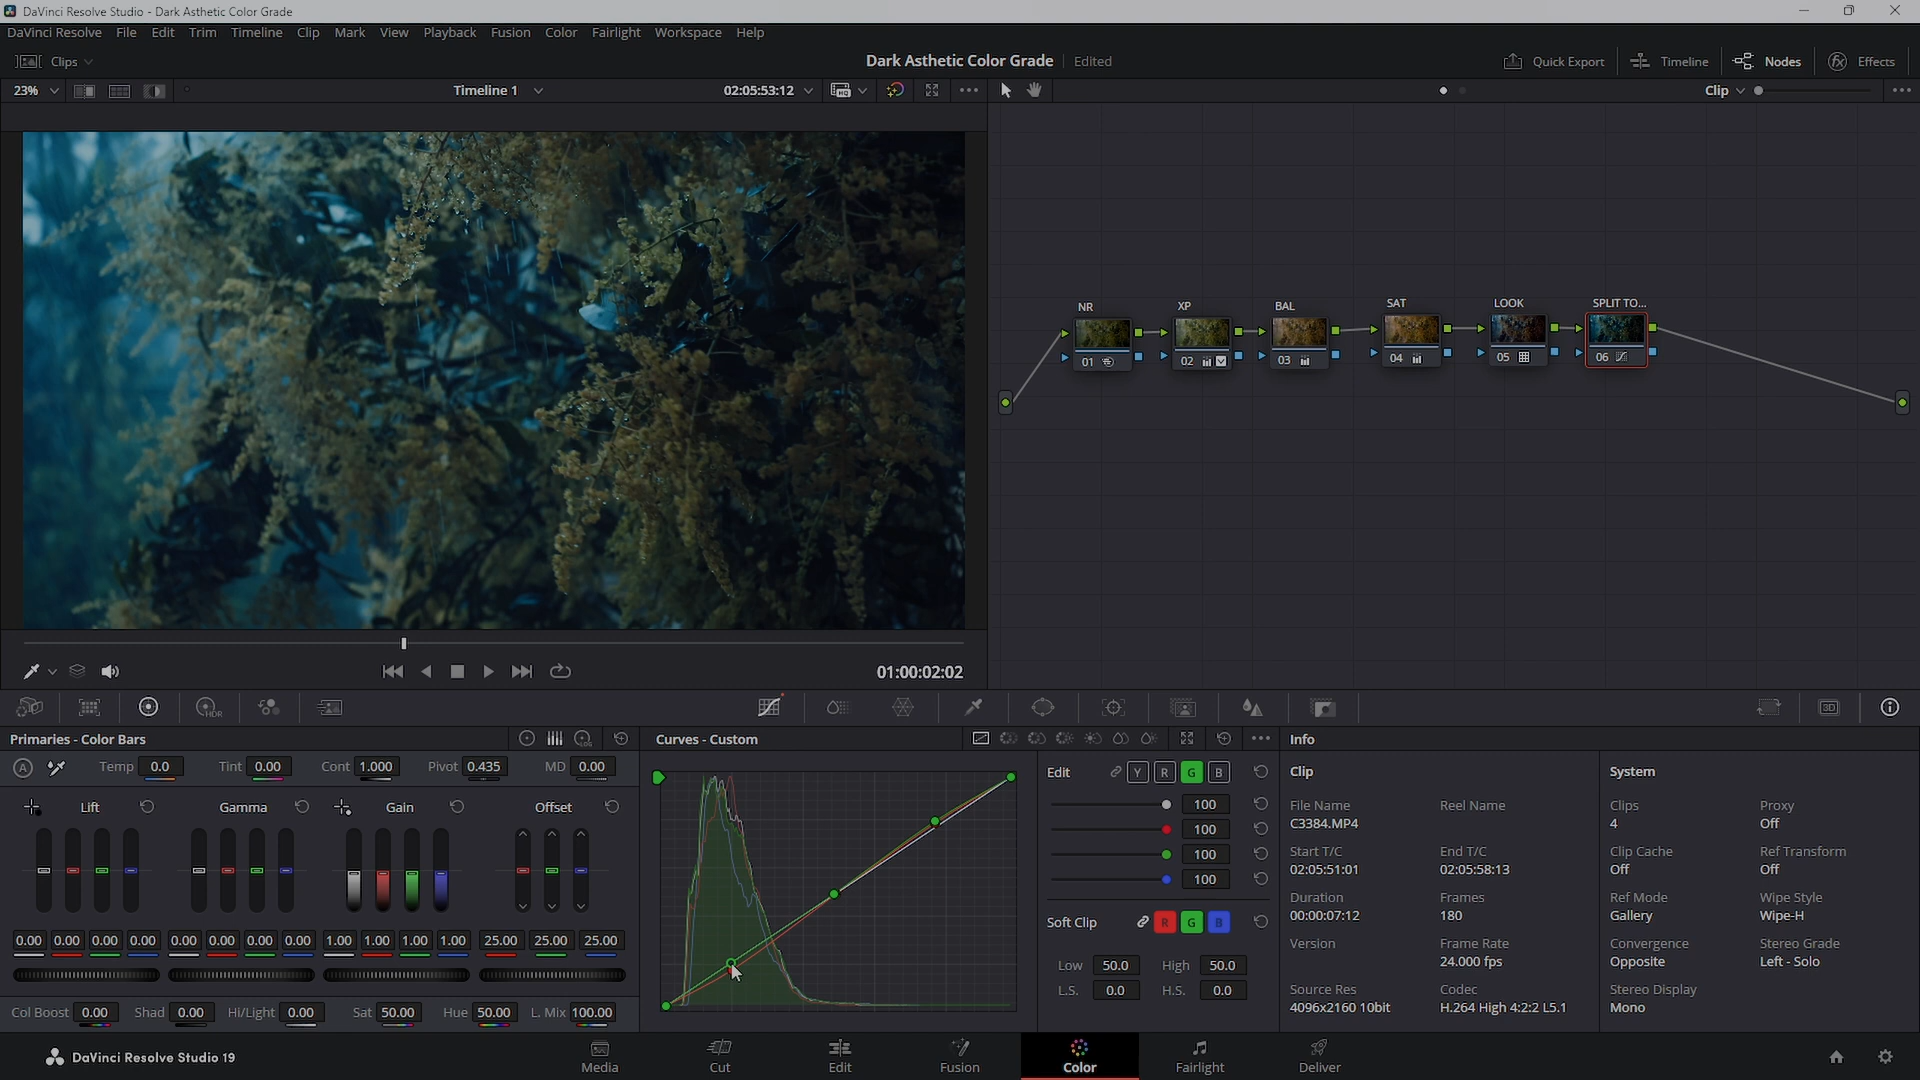 DaVinci Resolve Studio - Dark Asthetic Color Grade
DaVinci Resolve File Edit Trim Timeline Clip Mark View Playback Fusion Color Fairlight Workspace Help
Clips Dark Asthetic Color Grade Edited Quick Export Timeline Nodes Effects
23% Timeline 1 02:05:53:12 HQ Clip
NR XP BAL SAT LOOK SPLIT TO...
01 02 03 04 05 06
01:00:02:02
HDR 3D
Primaries - Color Bars LOG Curves - Custom Info
A Temp 0.0 Tint 0.00 Cont 1.000 Pivot 0.435 MD 0.00
Lift Gamma Gain Offset
0.00 0.00 0.00 0.00 0.00 0.00 0.00 0.00 1.00 1.00 1.00 1.00 25.00 25.00 25.00
Col Boost 0.00 Shad 0.00 Hi/Light 0.00 Sat 50.00 Hue 50.00 L. Mix 100.00
Edit Y R G B
100
100
100
100
Soft Clip R G B
Low 50.0 High 50.0
L.S. 0.0 H.S. 0.0
Clip
File Name Reel Name
C3384.MP4
Start T/C End T/C
02:05:51:01 02:05:58:13
Duration Frames
00:00:07:12 180
Version Frame Rate
24.000 fps
Source Res Codec
4096x2160 10bit H.264 High 4:2:2 L5.1
System
Clips Proxy
4 Off
Clip Cache Ref Transform
Off Off
Ref Mode Wipe Style
Gallery Wipe-H
Convergence Stereo Grade
Opposite Left - Solo
Stereo Display
Mono
DaVinci Resolve Studio 19
Media Cut Edit Fusion Color Fairlight Deliver